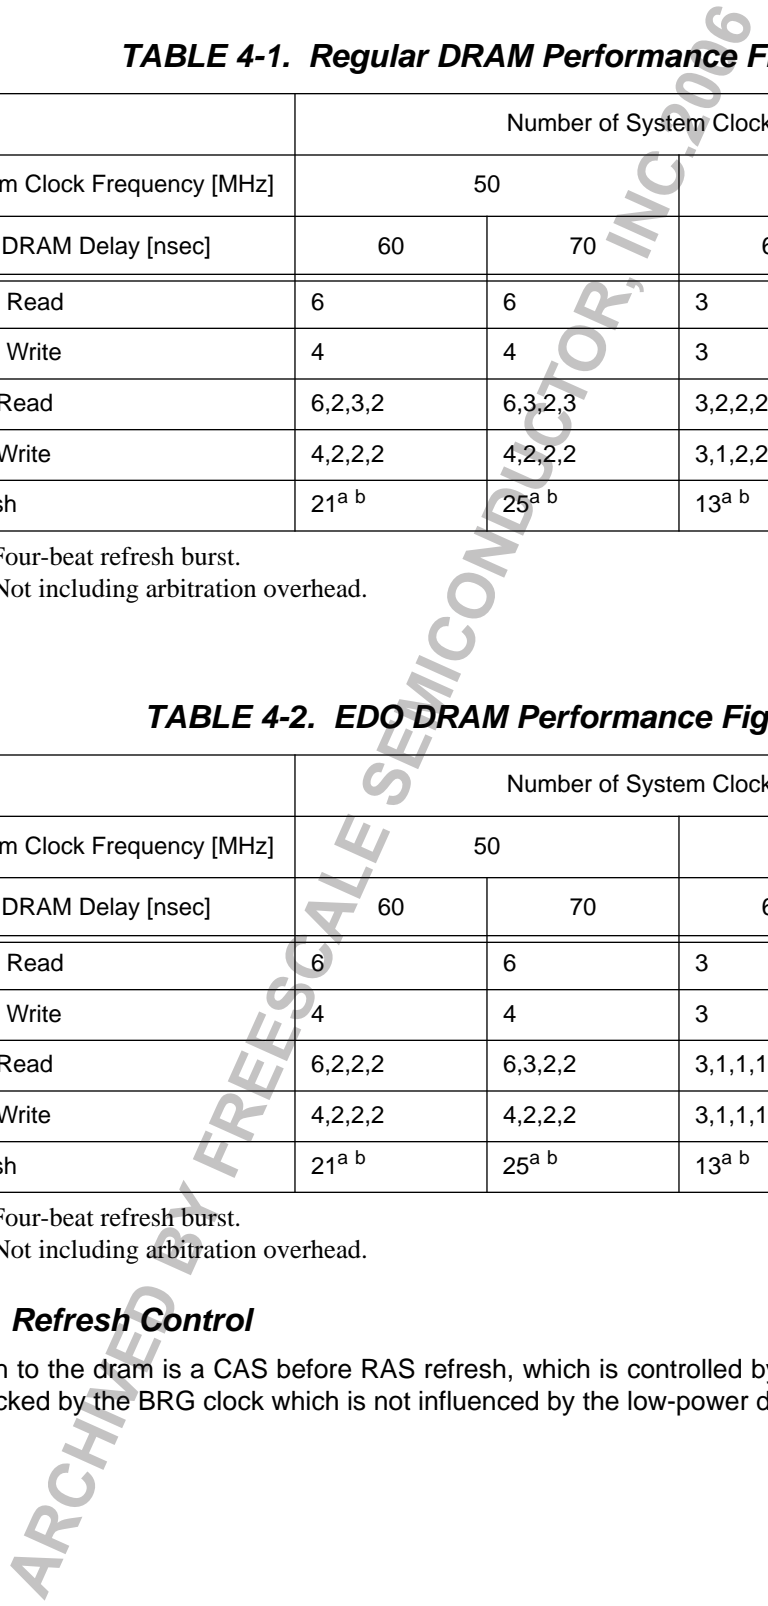 TABLE 4-1. Regular DRAM Performance
Number of System Clock
Clock Frequency [MHz] 50
DRAM Delay [nsec] 60 70
Read 6 6 3
Write 4 4 3
Read 6,2,3,2 6,3,2,3 3,2,2,2
Write 4,2,2,2 4,2,2,2 3,1,2,2
21a b 25a b 13a b
Four-beat refresh burst.
Not including arbitration overhead.
TABLE 4-2. EDO DRAM Performance
Number of System Clock
Clock Frequency [MHz] 50
DRAM Delay [nsec] 60 70
Read 6 6 3
Write 4 4 3
Read 6,2,2,2 6,3,2,2 3,1,1,1
Write 4,2,2,2 4,2,2,2 3,1,1,1
21a b 25a b 13a b
Four-beat refresh burst.
Not including arbitration overhead.
Refresh Control
to the dram is a CAS before RAS refresh, which is controlled by
by the BRG clock which is not influenced by the low-power
ARCHIVED BY FREESCALE SEMICONDUCTOR, INC.2006